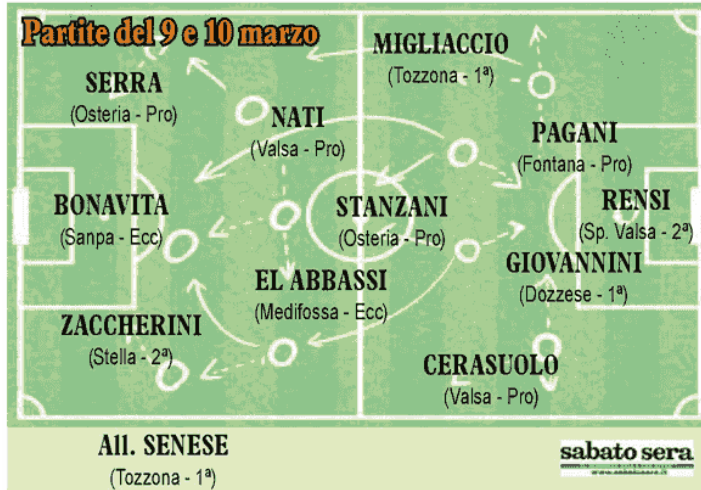 Partite del 9 e 10 marzo
MIGLIACCIO
(Tozzona - 1ª)
SERRA
(Osteria - Pro)
NATI
(Valsa - Pro)
PAGANI
(Fontana - Pro)
BONAVITA
(Sanpa - Ecc)
STANZANI
(Osteria - Pro)
RENSI
(Sp. Valsa - 2ª)
EL ABBASSI
(Medifossa - Ecc)
GIOVANNINI
(Dozzese - 1ª)
ZACCHERINI
(Stella - 2ª)
CERASUOLO
(Valsa - Pro)
All. SENESE
(Tozzona - 1ª)
sabato sera